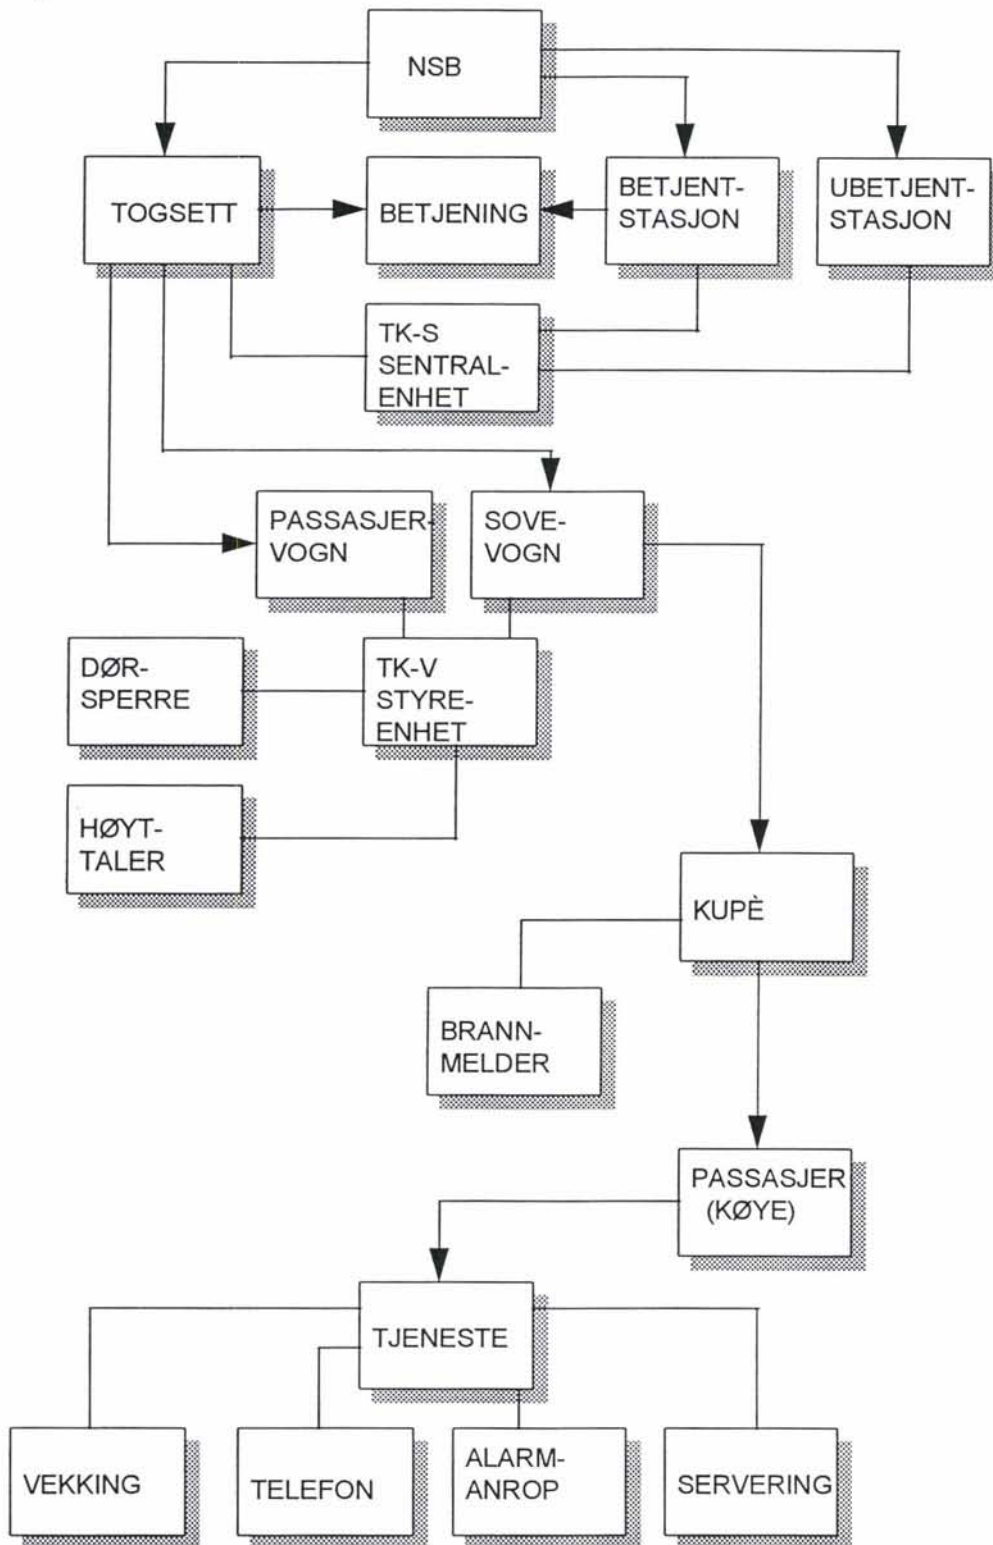 NSB
TOGSETT
BETJENING
BETJENT-
STASJON
UBETJENT-
STASJON
TK-S
SENTRAL-
ENHET
PASSASJER-
VOGN
SOVE-
VOGN
DØR-
SPERRE
TK-V
STYRE-
ENHET
HØYT-
TALER
KUPÈ
BRANN-
MELDER
PASSASJER
(KØYE)
TJENESTE
VEKKING
TELEFON
ALARM-
ANROP
SERVERING